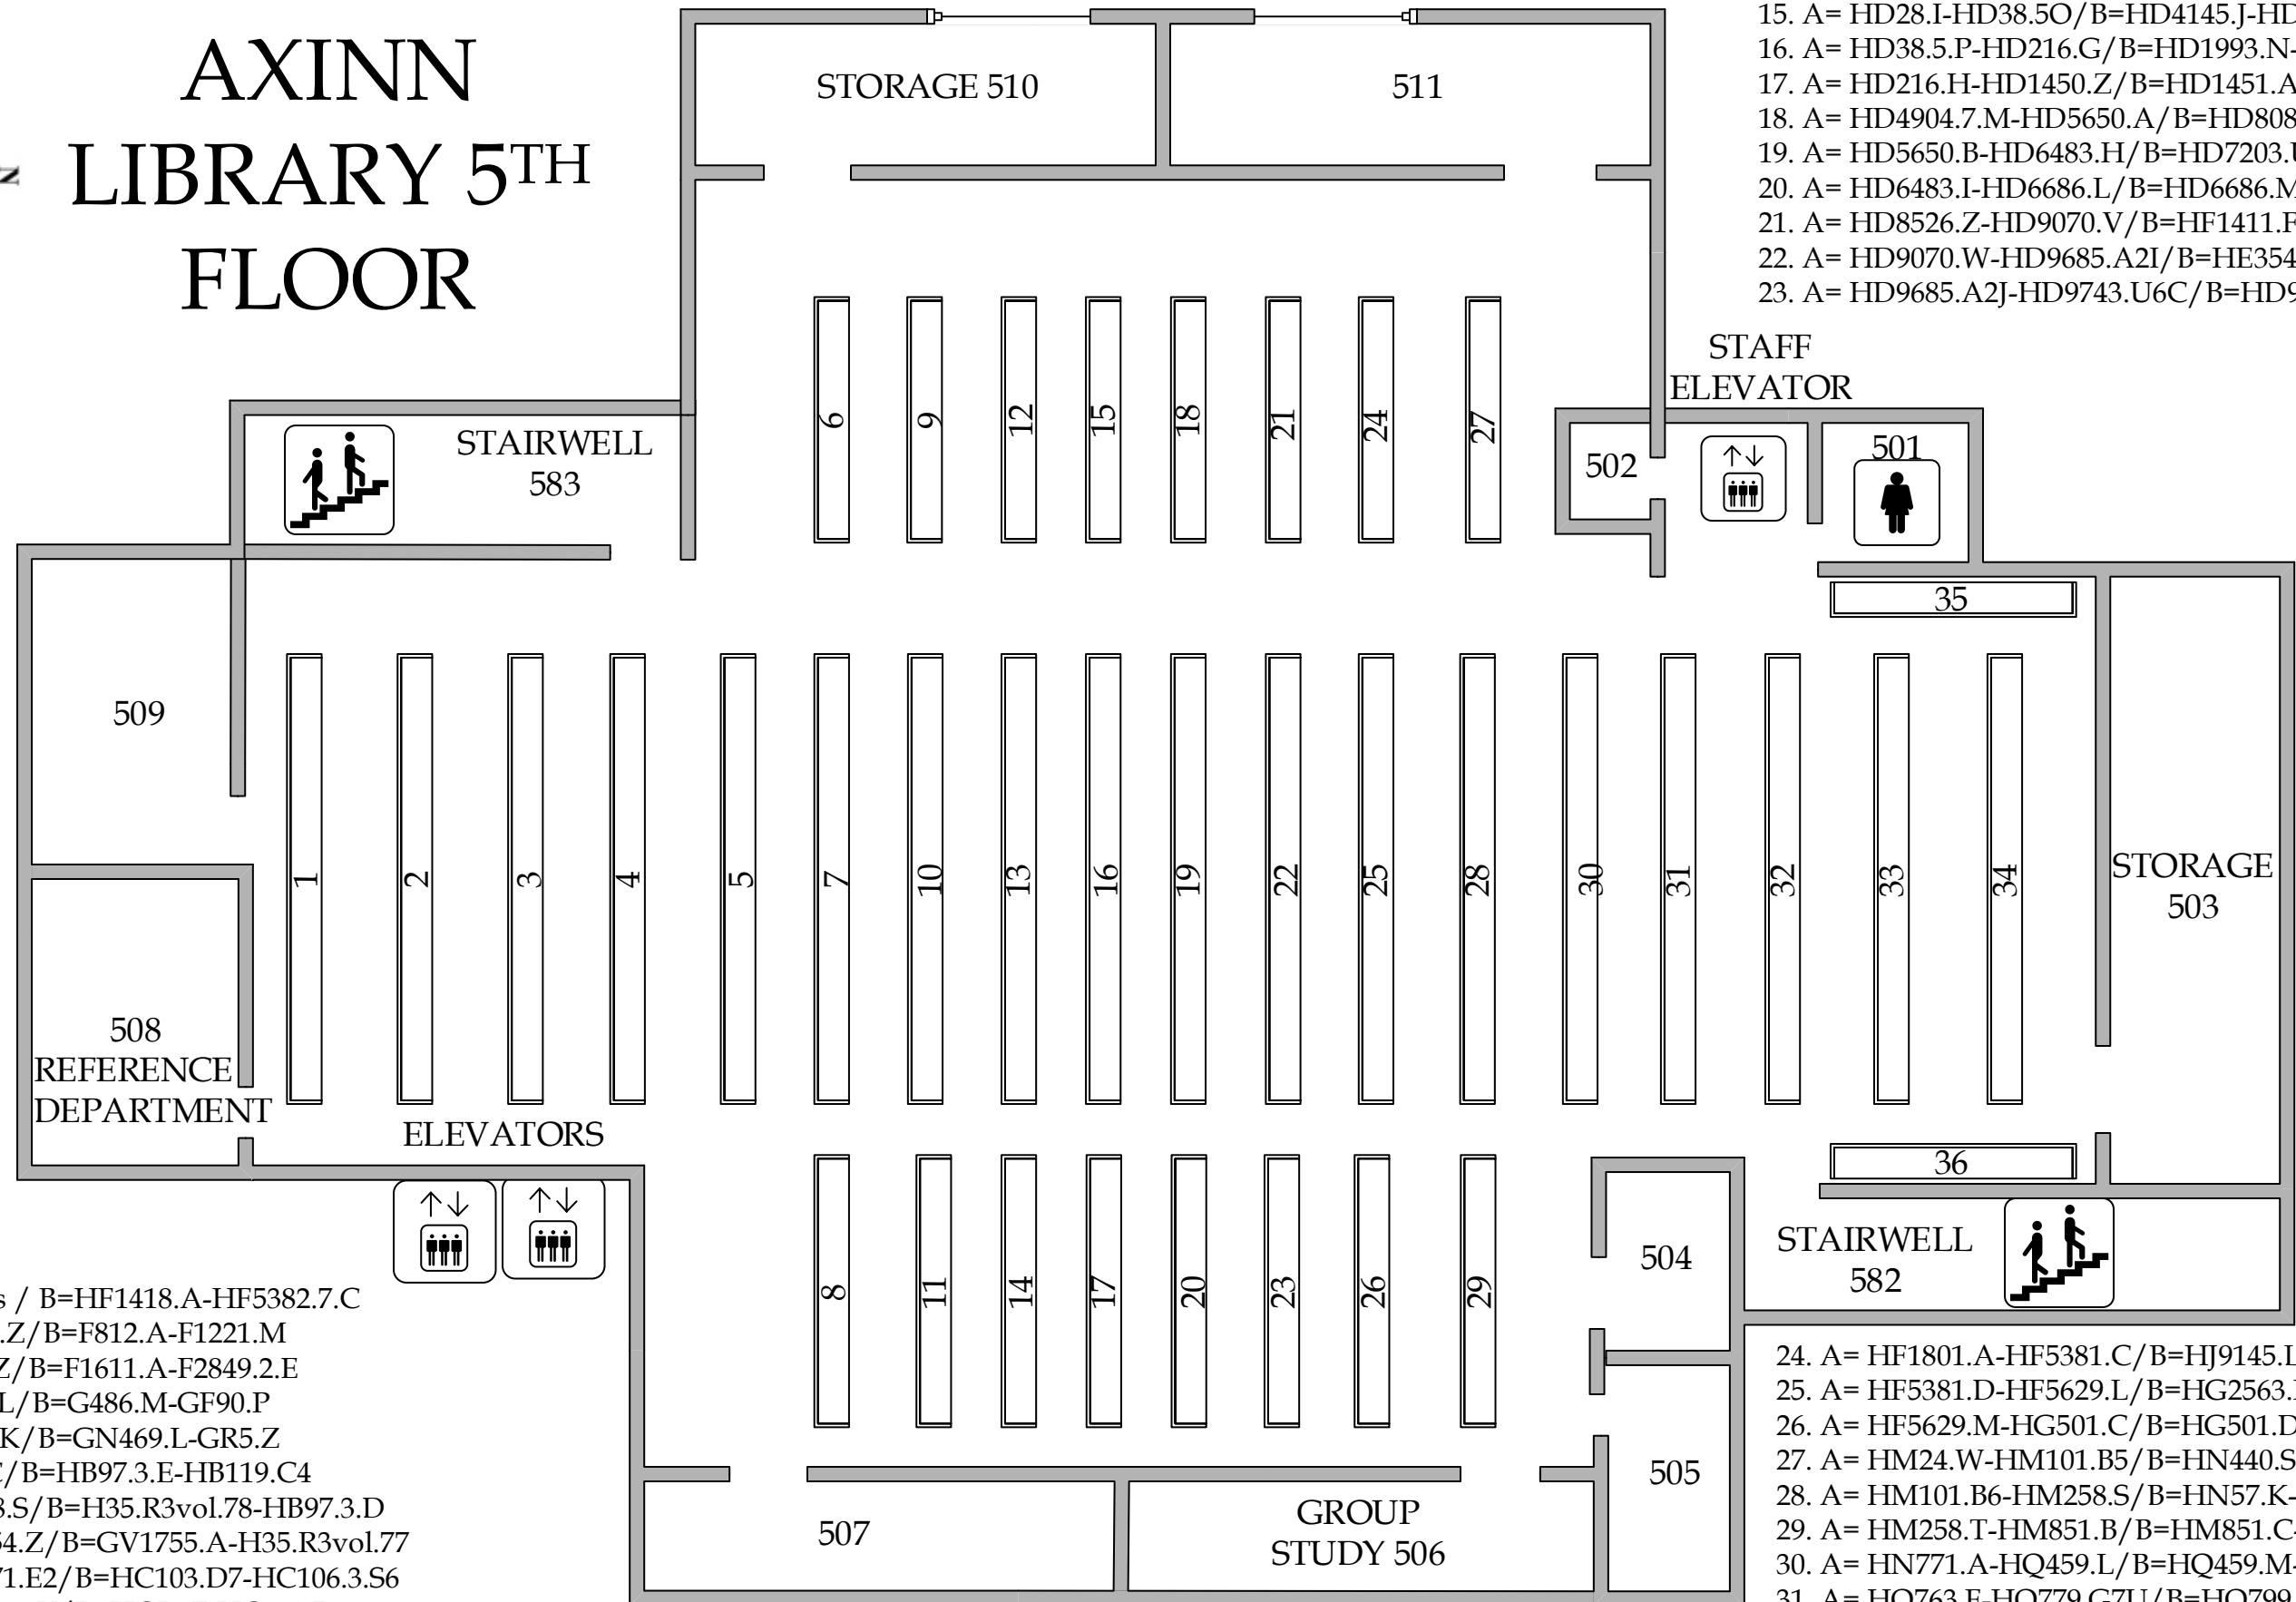 AXINN
LIBRARY 5TH
FLOOR
N
STORAGE 510
511
15. A= HD28.I-HD38.5O/B=HD4145.J-HD
16. A= HD38.5.P-HD216.G/B=HD1993.N-
17. A= HD216.H-HD1450.Z/B=HD1451.A
18. A= HD4904.7.M-HD5650.A/B=HD808
19. A= HD5650.B-HD6483.H/B=HD7203.U
20. A= HD6483.I-HD6686.L/B=HD6686.M
21. A= HD8526.Z-HD9070.V/B=HF1411.F
22. A= HD9070.W-HD9685.A2I/B=HE354
23. A= HD9685.A2J-HD9743.U6C/B=HD9
STAFF
ELEVATOR
STAIRWELL
583
6
9
12
15
18
21
24
27
502
501
35
509
1
2
3
4
5
7
10
13
16
19
22
25
28
30
31
32
33
34
STORAGE
503
508
REFERENCE
DEPARTMENT
ELEVATORS
36
8
11
14
17
20
23
26
29
504
STAIRWELL
582
505
507
GROUP
STUDY 506
s / B=HF1418.A-HF5382.7.C
.Z/B=F812.A-F1221.M
Z/B=F1611.A-F2849.2.E
L/B=G486.M-GF90.P
K/B=GN469.L-GR5.Z
C/B=HB97.3.E-HB119.C4
3.S/B=H35.R3vol.78-HB97.3.D
54.Z/B=GV1755.A-H35.R3vol.77
71.E2/B=HC103.D7-HC106.3.S6
24. A= HF1801.A-HF5381.C/B=HJ9145.L
25. A= HF5381.D-HF5629.L/B=HG2563.
26. A= HF5629.M-HG501.C/B=HG501.D
27. A= HM24.W-HM101.B5/B=HN440.S
28. A= HM101.B6-HM258.S/B=HN57.K-
29. A= HM258.T-HM851.B/B=HM851.C-
30. A= HN771.A-HQ459.L/B=HQ459.M-
31. A= HQ763.F-HQ779.G7U/B=HQ799